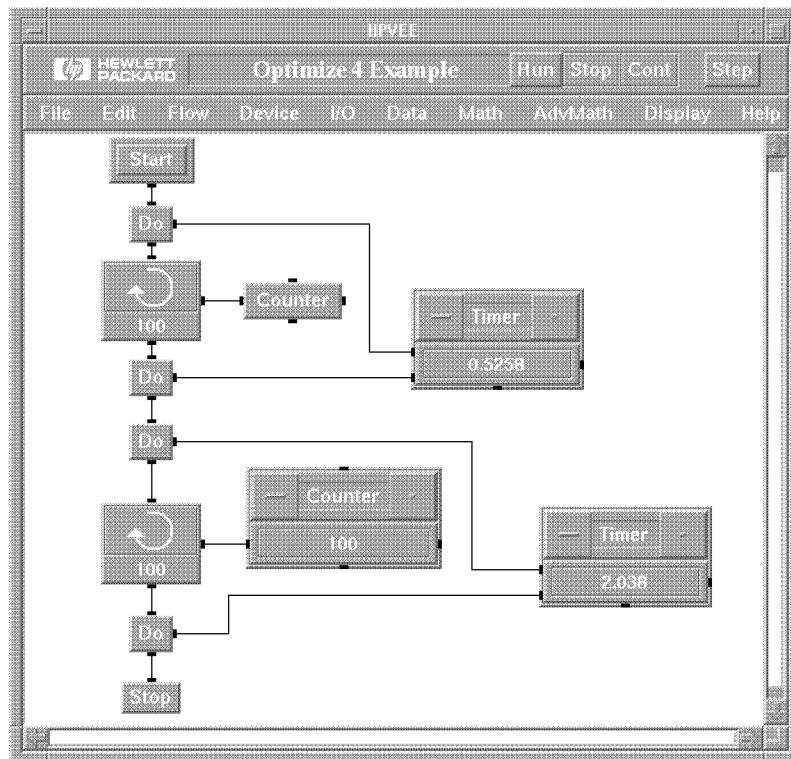 HPVEE
hp HEWLETT PACKARD Optimize 4 Example Run Stop Cont Step
File Edit Flow Device I/O Data Math AdvMath Display Help
Start
Do
Counter
100
Timer
0.5258
Do
Do
Counter
100
100
Timer
2.038
Do
Stop